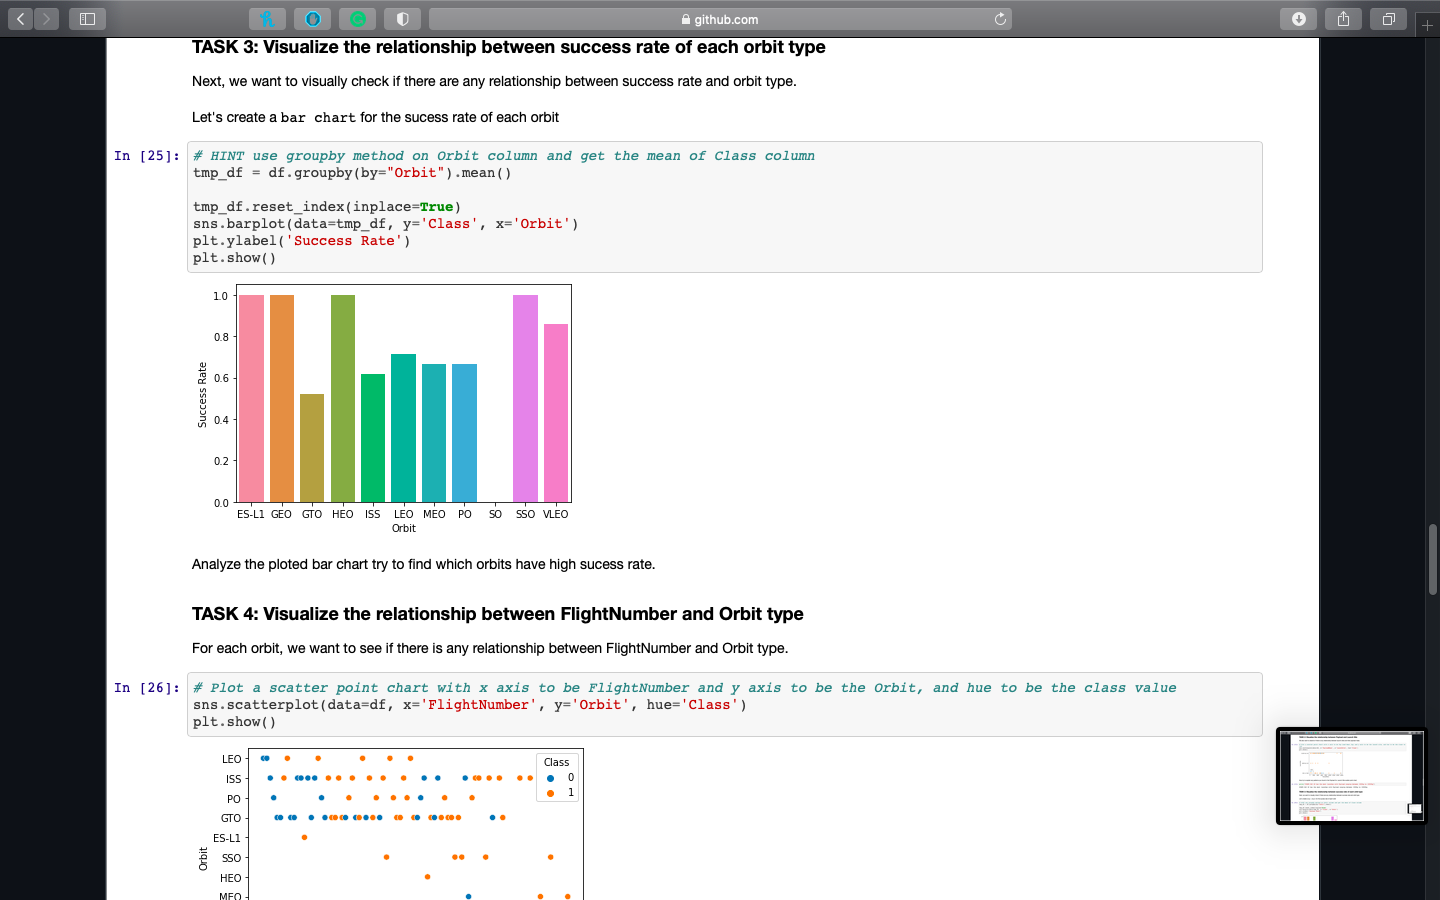 github.com
TASK 3: Visualize the relationship between success rate of each orbit type
Next, we want to visually check if there are any relationship between success rate and orbit type.
Let's create a bar chart for the sucess rate of each orbit
In [25]:
# HINT use groupby method on Orbit column and get the mean of Class column
tmp_df = df.groupby(by="Orbit").mean()
tmp_df.reset_index(inplace=True)
sns.barplot(data=tmp_df, y='Class', x='Orbit')
plt.ylabel('Success Rate')
plt.show()
1.0
0.8
0.6
0.4
0.2
0.0
Success Rate
ES-L1 GEO GTO HEO ISS LEO MEO PO SO SSO VLEO
Orbit
Analyze the ploted bar chart try to find which orbits have high sucess rate.
TASK 4: Visualize the relationship between FlightNumber and Orbit type
For each orbit, we want to see if there is any relationship between FlightNumber and Orbit type.
In [26]:
# Plot a scatter point chart with x axis to be FlightNumber and y axis to be the Orbit, and hue to be the class value
sns.scatterplot(data=df, x='FlightNumber', y='Orbit', hue='Class')
plt.show()
LEO
ISS
PO
GTO
ES-L1
SSO
HEO
MEO
Orbit
Class
0
1